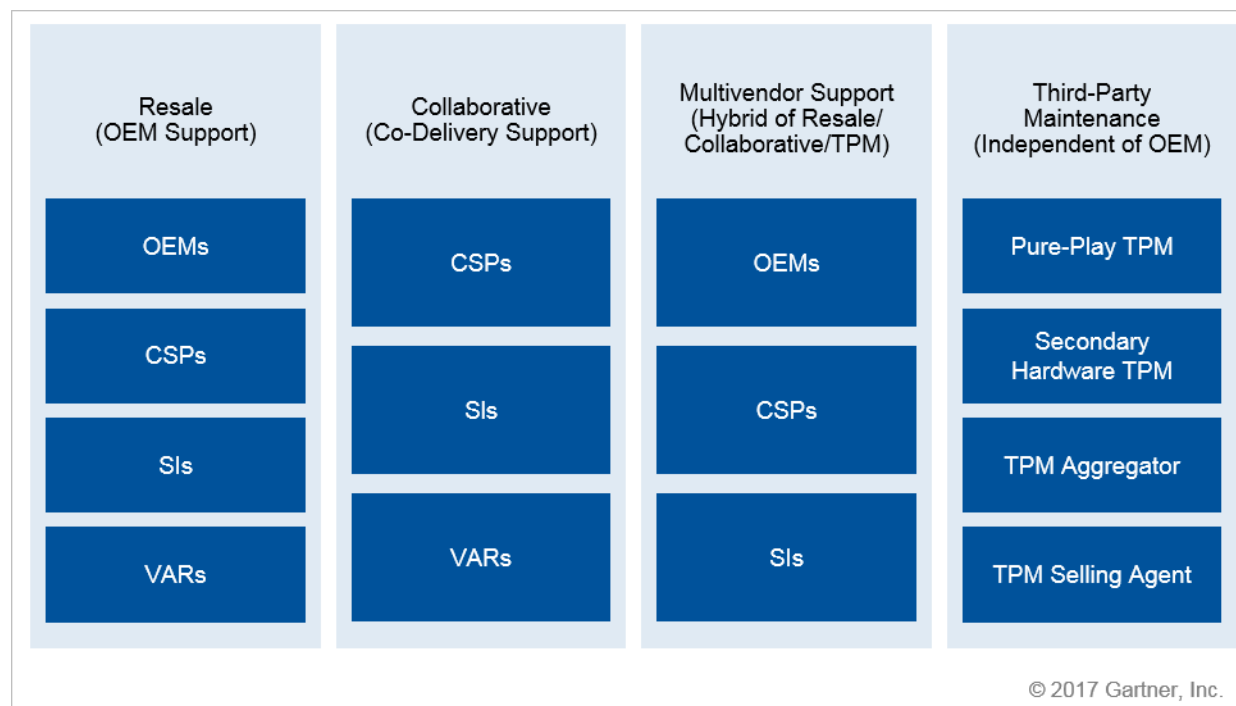 Resale
(OEM Support)
OEMs
CSPs
SIs
VARs
Collaborative
(Co-Delivery Support)
CSPs
SIs
VARs
Multivendor Support
(Hybrid of Resale/
Collaborative/TPM)
OEMs
CSPs
SIs
Third-Party
Maintenance
(Independent of OEM)
Pure-Play TPM
Secondary
Hardware TPM
TPM Aggregator
TPM Selling Agent
© 2017 Gartner, Inc.